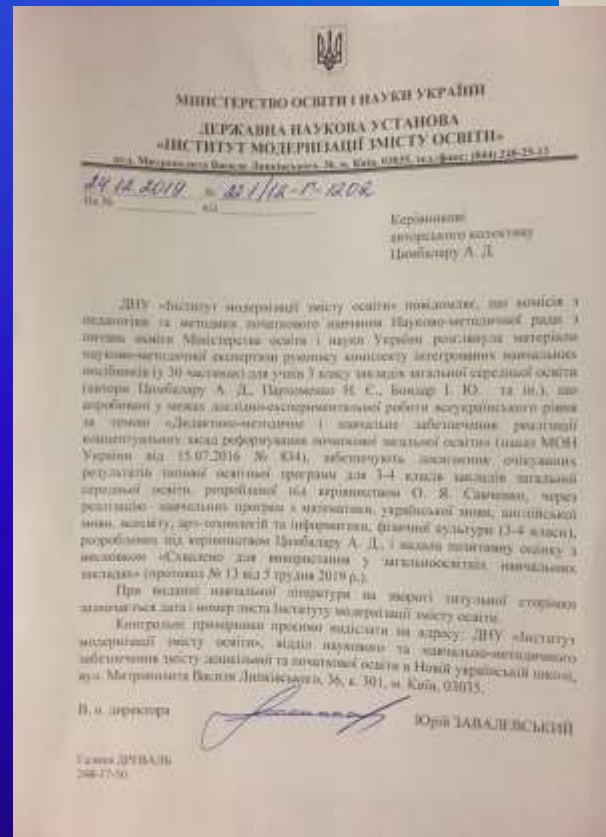 МІНІСТЕРСТВО ОСВІТИ І НАУКИ УКРАЇНИ
ДЕРЖАВНА НАУКОВА УСТАНОВА
«ІНСТИТУТ МОДЕРНІЗАЦІЇ ЗМІСТУ ОСВІТИ»
вул. Митрополита Василя Липківського, 36, м. Київ, 03035, тел./факс: (044) 248-25-13
24.12.2019 № 22.1/12-Г-1202
На № від
Керівникові
авторського колективу
Цимбалару А. Д.
ДНУ «Інститут модернізації змісту освіти» повідомляє, що комісія з
педагогіки та методики початкового навчання Науково-методичної ради з
питань освіти Міністерства освіти і науки України розглянула матеріали
науково-методичної експертизи рукопису комплекту інтегрованих навчальних
посібників (у 30 частинах) для учнів 3 класу закладів загальної середньої освіти
(автори Цимбалару А. Д., Пархоменко Н. Є., Бондар І. Ю. та ін.), що
апробовані у межах дослідно-експериментальної роботи всеукраїнського рівня
за темою «Дидактико-методичне і навчальне забезпечення реалізації
концептуальних засад реформування початкової загальної освіти» (наказ МОН
України від 15.07.2016 № 834), забезпечують досягнення очікуваних
результатів типової освітньої програми для 3-4 класів закладів загальної
середньої освіти, розробленої під керівництвом О. Я. Савченко, через
реалізацію навчальних програм з математики, української мови, англійської
мови, всесвіту, арт-технологій та інформатики, фізичної культури (3-4 класи),
розроблених під керівництвом Цимбалару А. Д., і надала позитивну оцінку з
висновком «Схвалено для використання у загальноосвітніх навчальних
закладах» (протокол № 13 від 5 грудня 2019 р.).
При виданні навчальної літератури на звороті титульної сторінки
зазначається дата і номер листа Інституту модернізації змісту освіти.
Контрольні примірники просимо надіслати на адресу: ДНУ «Інститут
модернізації змісту освіти», відділ наукового та навчально-методичного
забезпечення змісту дошкільної та початкової освіти в Новій українській школі,
вул. Митрополита Василя Липківського, 36, к. 301, м. Київ, 03035.
В. о. директора Юрій ЗАВАЛЕВСЬКИЙ
Галина ДРЕВАЛЬ
248-17-50